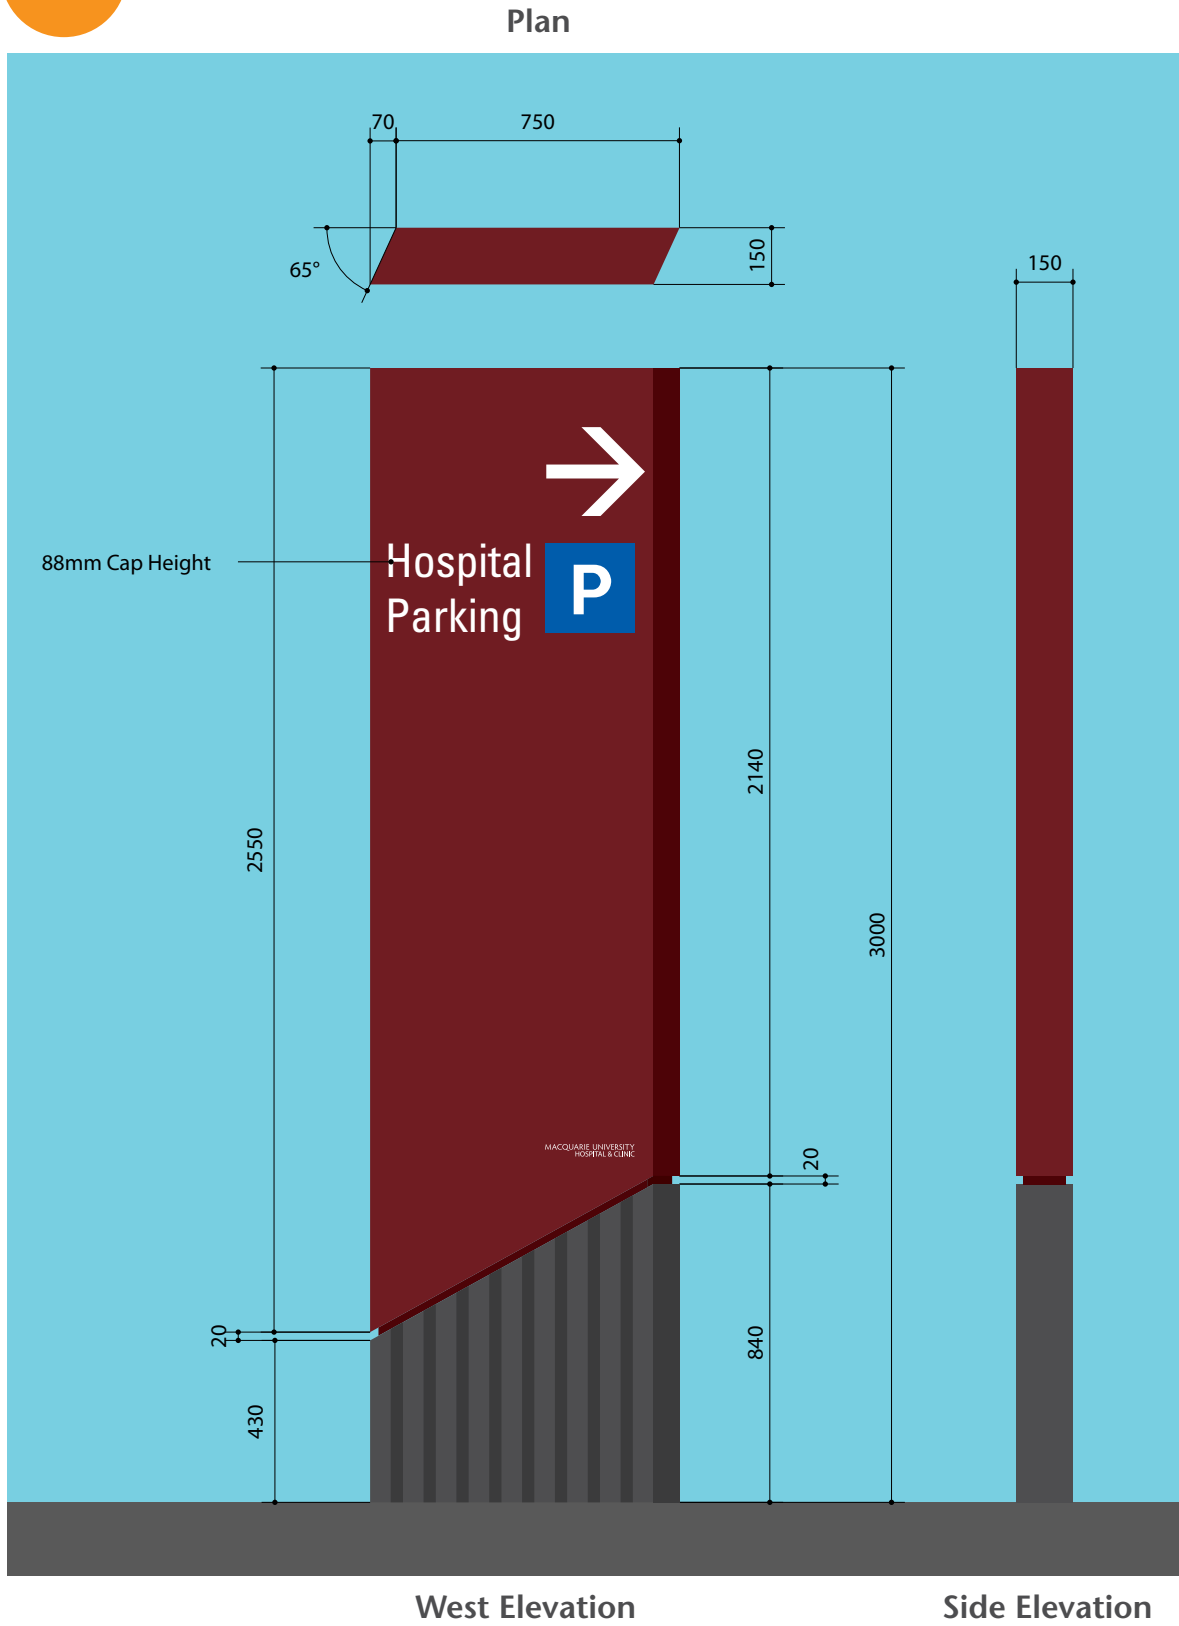 Plan
70
750
65°
150
150
88mm Cap Height
Hospital
Parking
P
2550
2140
3000
MACQUARIE UNIVERSITY
HOSPITAL & CLINIC
20
20
840
430
West Elevation
Side Elevation